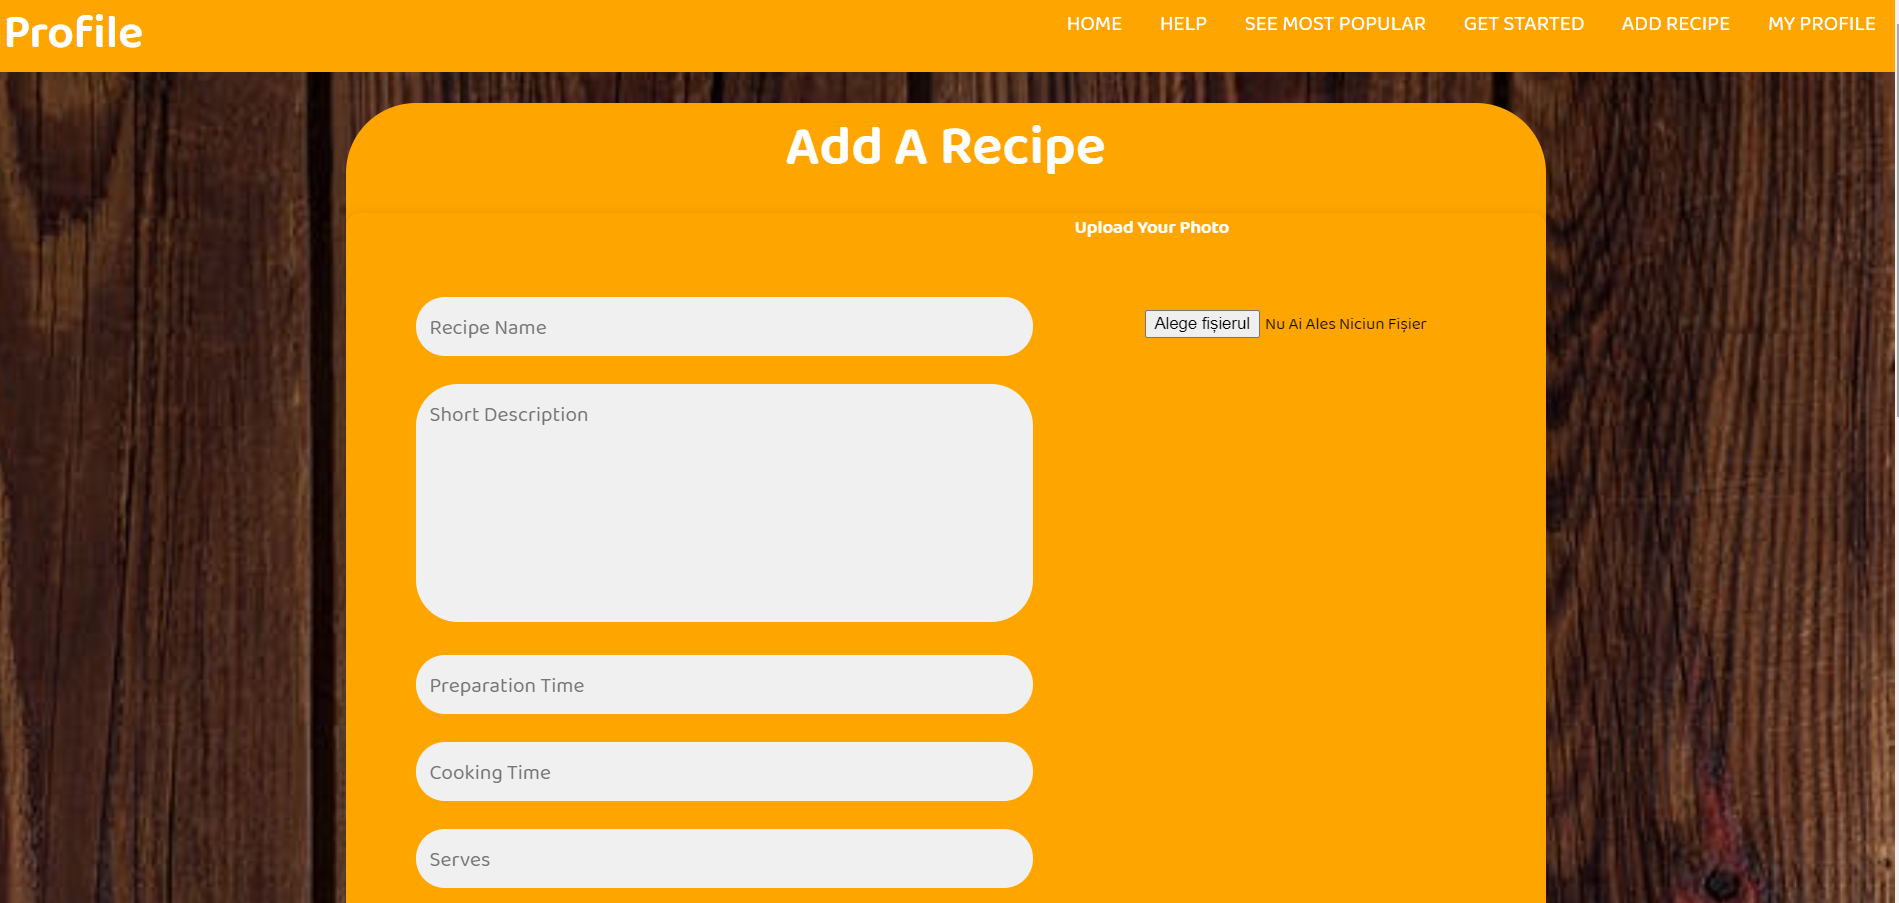 Profile
HOME HELP SEE MOST POPULAR GET STARTED ADD RECIPE MY PROFILE
Add A Recipe
Upload Your Photo
Recipe Name
Alege fișierul Nu Ai Ales Niciun Fișier
Short Description
Preparation Time
Cooking Time
Serves